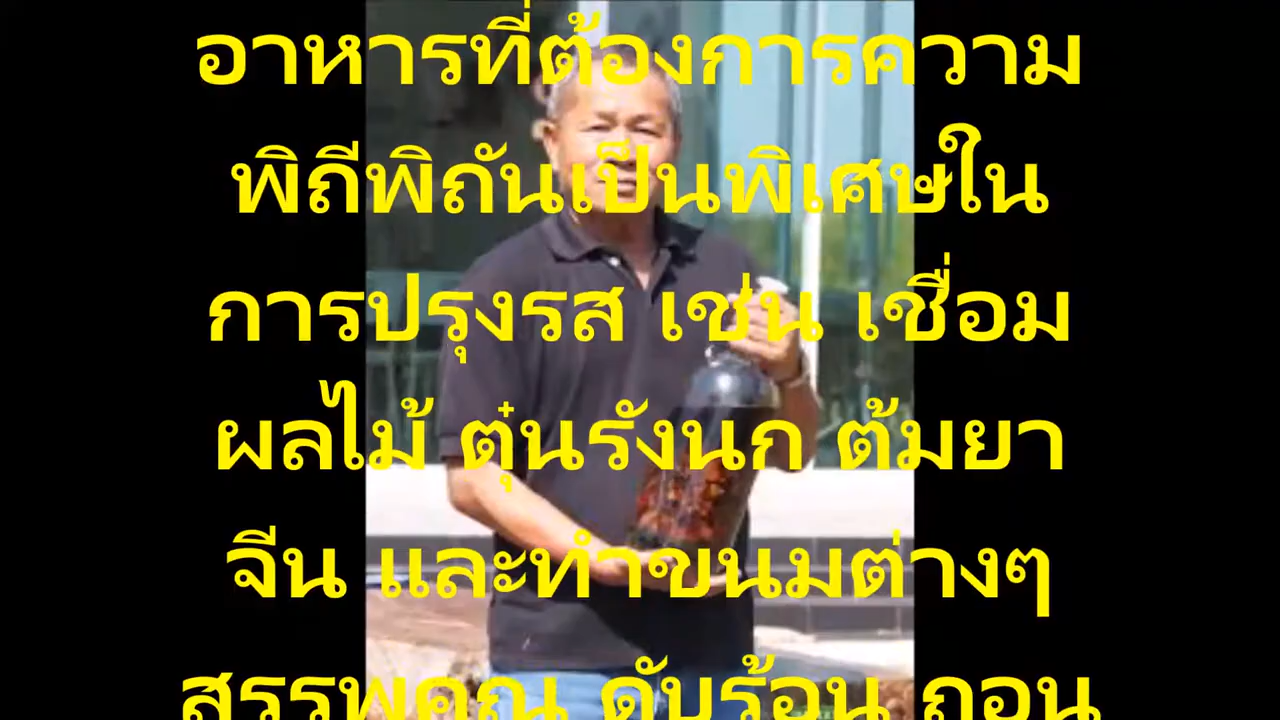 อาหารที่ต้องการความ
พิถีพิถันเป็นพิเศษใน
การปรุงรส เช่น เชื่อม
ผลไม้ ตุ๋นรังนก ต้มยา
จีน และทำขนมต่างๆ
สรรพคุณ ดับร้อน ถอน